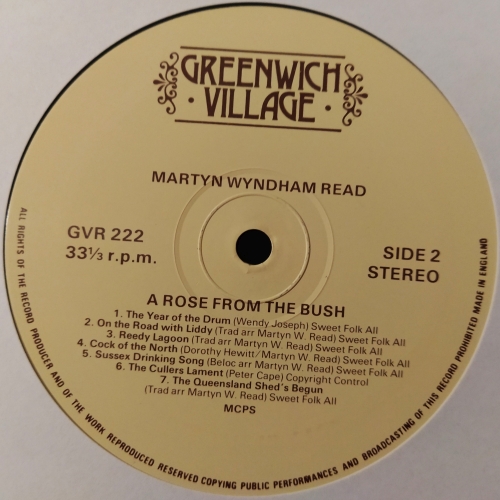 GREENWICH
· VILLAGE ·
MARTYN WYNDHAM READ
GVR 222
33⅓ r.p.m.
SIDE 2
STEREO
A ROSE FROM THE BUSH
1. The Year of the Drum (Wendy Joseph) Sweet Folk All
2. On the Road with Liddy (Trad arr Martyn W. Read) Sweet Folk All
3. Reedy Lagoon (Trad arr Martyn W. Read) Sweet Folk All
4. Cock of the North (Dorothy Hewitt/Martyn W. Read) Sweet Folk All
5. Sussex Drinking Song (Beloc arr Martyn W. Read) Sweet Folk All
6. The Cullers Lament (Peter Cape) Copyright Control
7. The Queensland Shed's Begun
(Trad arr Martyn W. Read) Sweet Folk All
MCPS
ALL RIGHTS OF THE RECORD PRODUCER AND OF THE WORK REPRODUCED RESERVED COPYING PUBLIC PERFORMANCES AND BROADCASTING OF THIS RECORD PROHIBITED MADE IN ENGLAND